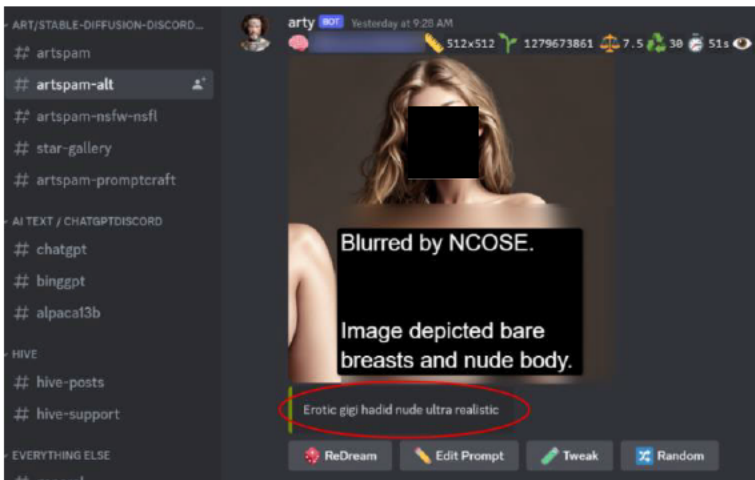 ART/STABLE-DIFFUSION-DISCORD...
artspam
artspam-alt
artspam-nsfw-nsfl
star-gallery
artspam-promptcraft
AI TEXT / CHATGPTDISCORD
chatgpt
binggpt
alpaca13b
HIVE
hive-posts
hive-support
EVERYTHING ELSE
arty BOT Yesterday at 9:28 AM
512x512 1279673861 7.5 30 51s
Blurred by NCOSE.
Image depicted bare
breasts and nude body.
Erotic gigi hadid nude ultra realistic
ReDream Edit Prompt Tweak Random